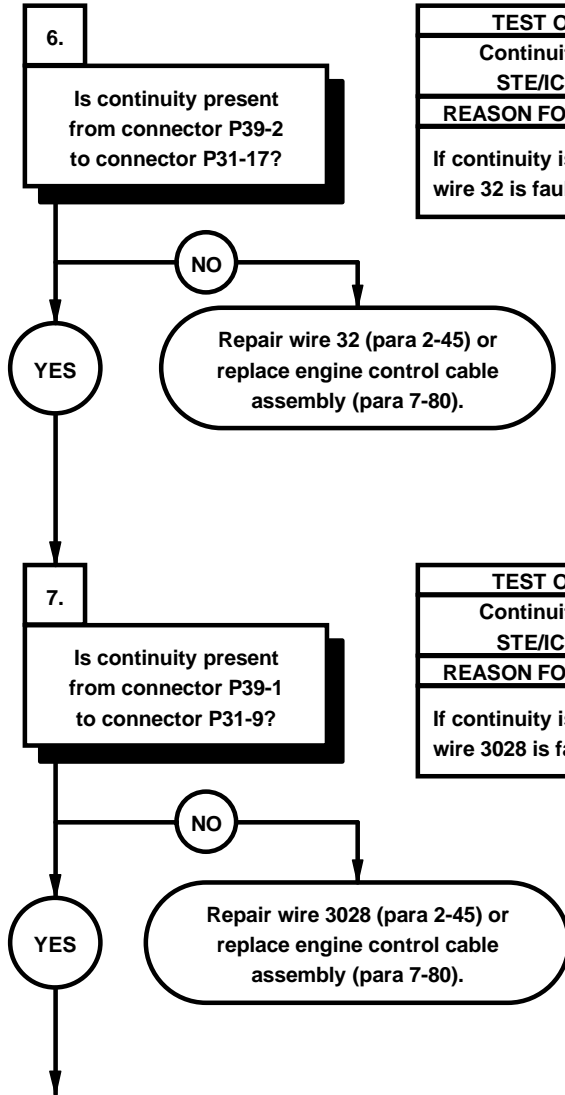 6.
Is continuity present
from connector P39-2
to connector P31-17?
TEST
Continui
STE/IC
REASON FO
If continuity is
wire 32 is faul
NO
YES
Repair wire 32 (para 2-45) or
replace engine control cable
assembly (para 7-80).
7.
Is continuity present
from connector P39-1
to connector P31-9?
TEST
Continui
STE/IC
REASON FO
If continuity is
wire 3028 is fa
NO
YES
Repair wire 3028 (para 2-45) or
replace engine control cable
assembly (para 7-80).